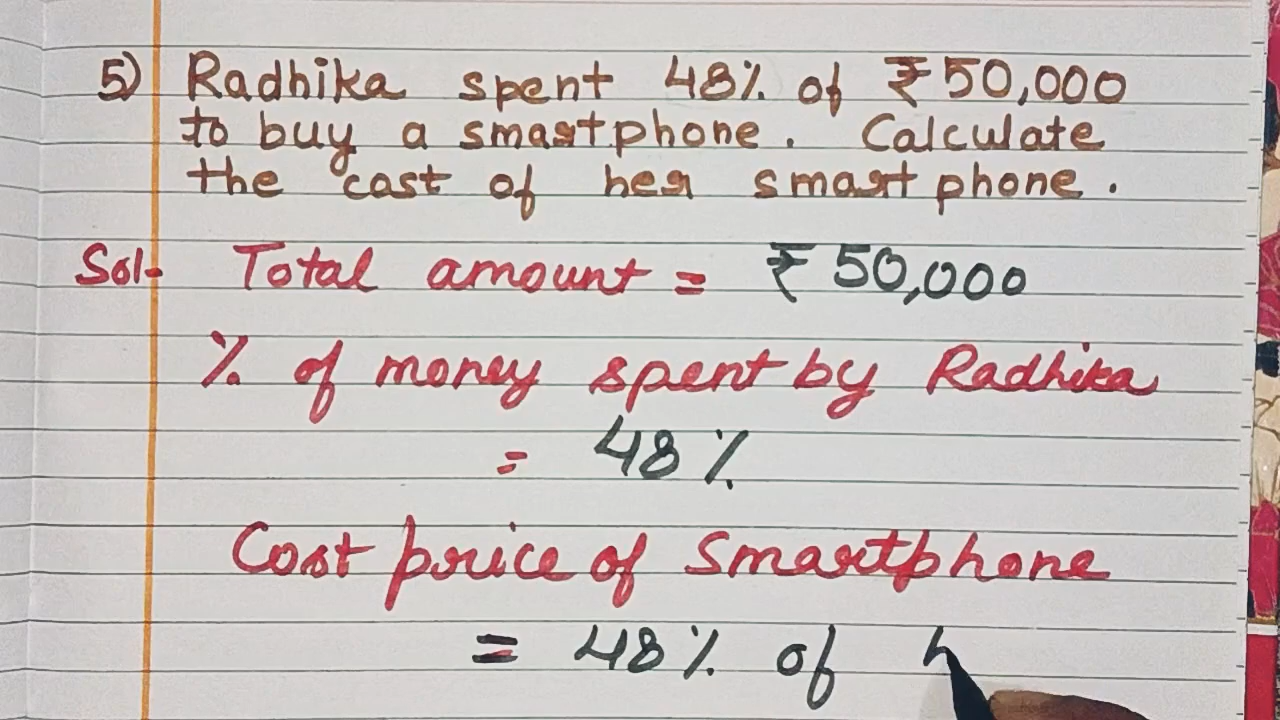 5) Radhika spent 48% of ₹50,000
to buy a smartphone. Calculate
the cost of her smartphone.
Sol- Total amount = ₹50,000
% of money spent by Radhika
= 48%
Cost price of Smartphone
= 48% of